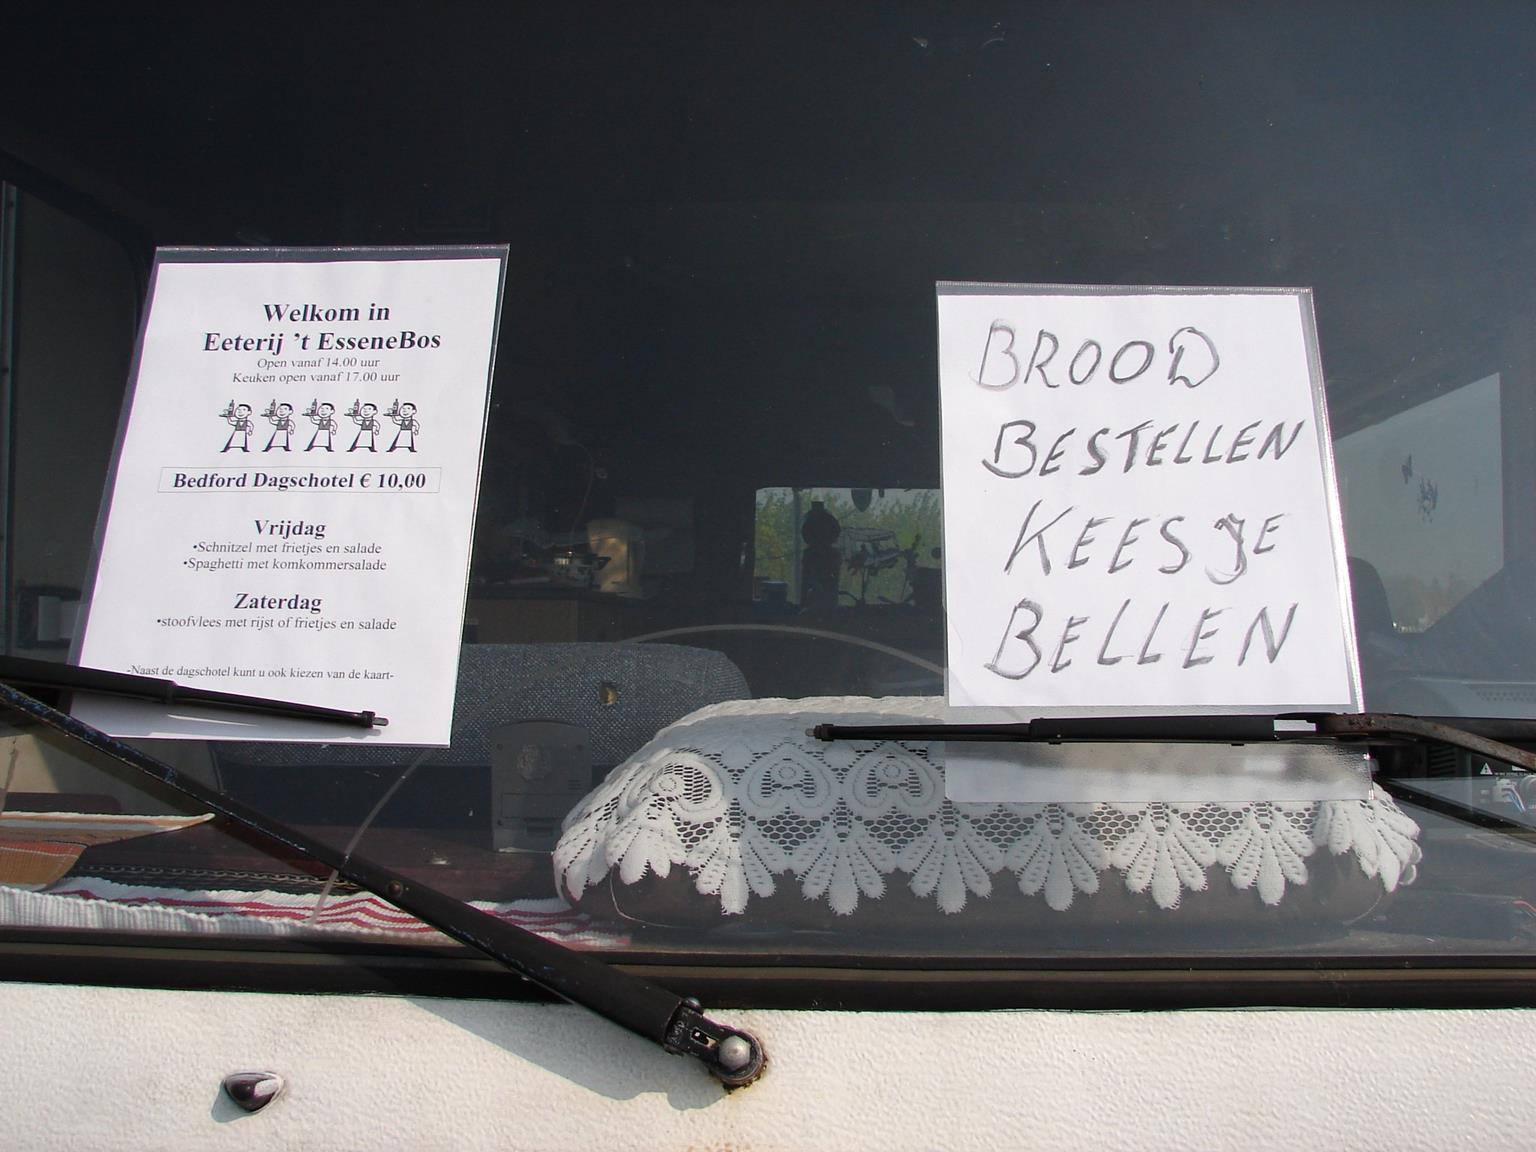 Welkom in
Eeterij 't EsseneBos
Open vanaf 14.00 uur
Keuken open vanaf 17.00 uur
Bedford Dagschotel € 10,00
Vrijdag
•Schnitzel met frietjes en salade
•Spaghetti met komkommersalade
Zaterdag
•stoofvlees met rijst of frietjes en salade
-Naast de dagschotel kunt u ook kiezen van de kaart-
BROOD
BESTELLEN
KEESJE
BELLEN